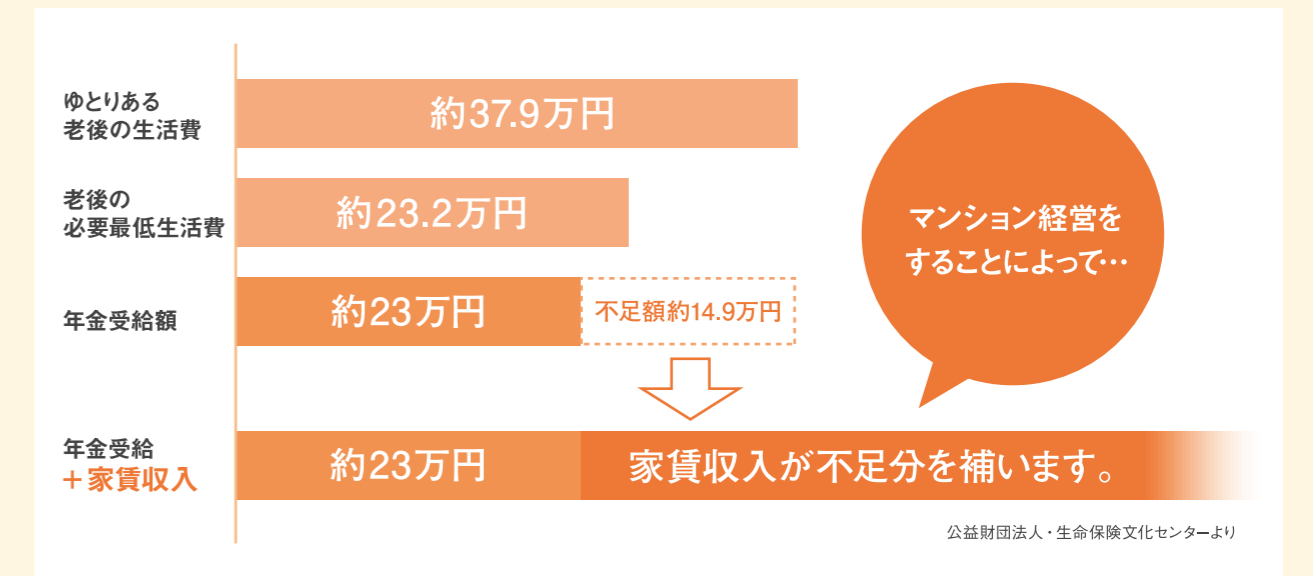 ゆとりある
老後の生活費
約37.9万円
老後の
必要最低生活費
約23.2万円
年金受給額
約23万円
不足額約14.9万円
マンション経営を
することによって…
年金受給
＋家賃収入
約23万円
家賃収入が不足分を補います。
公益財団法人・生命保険文化センターより